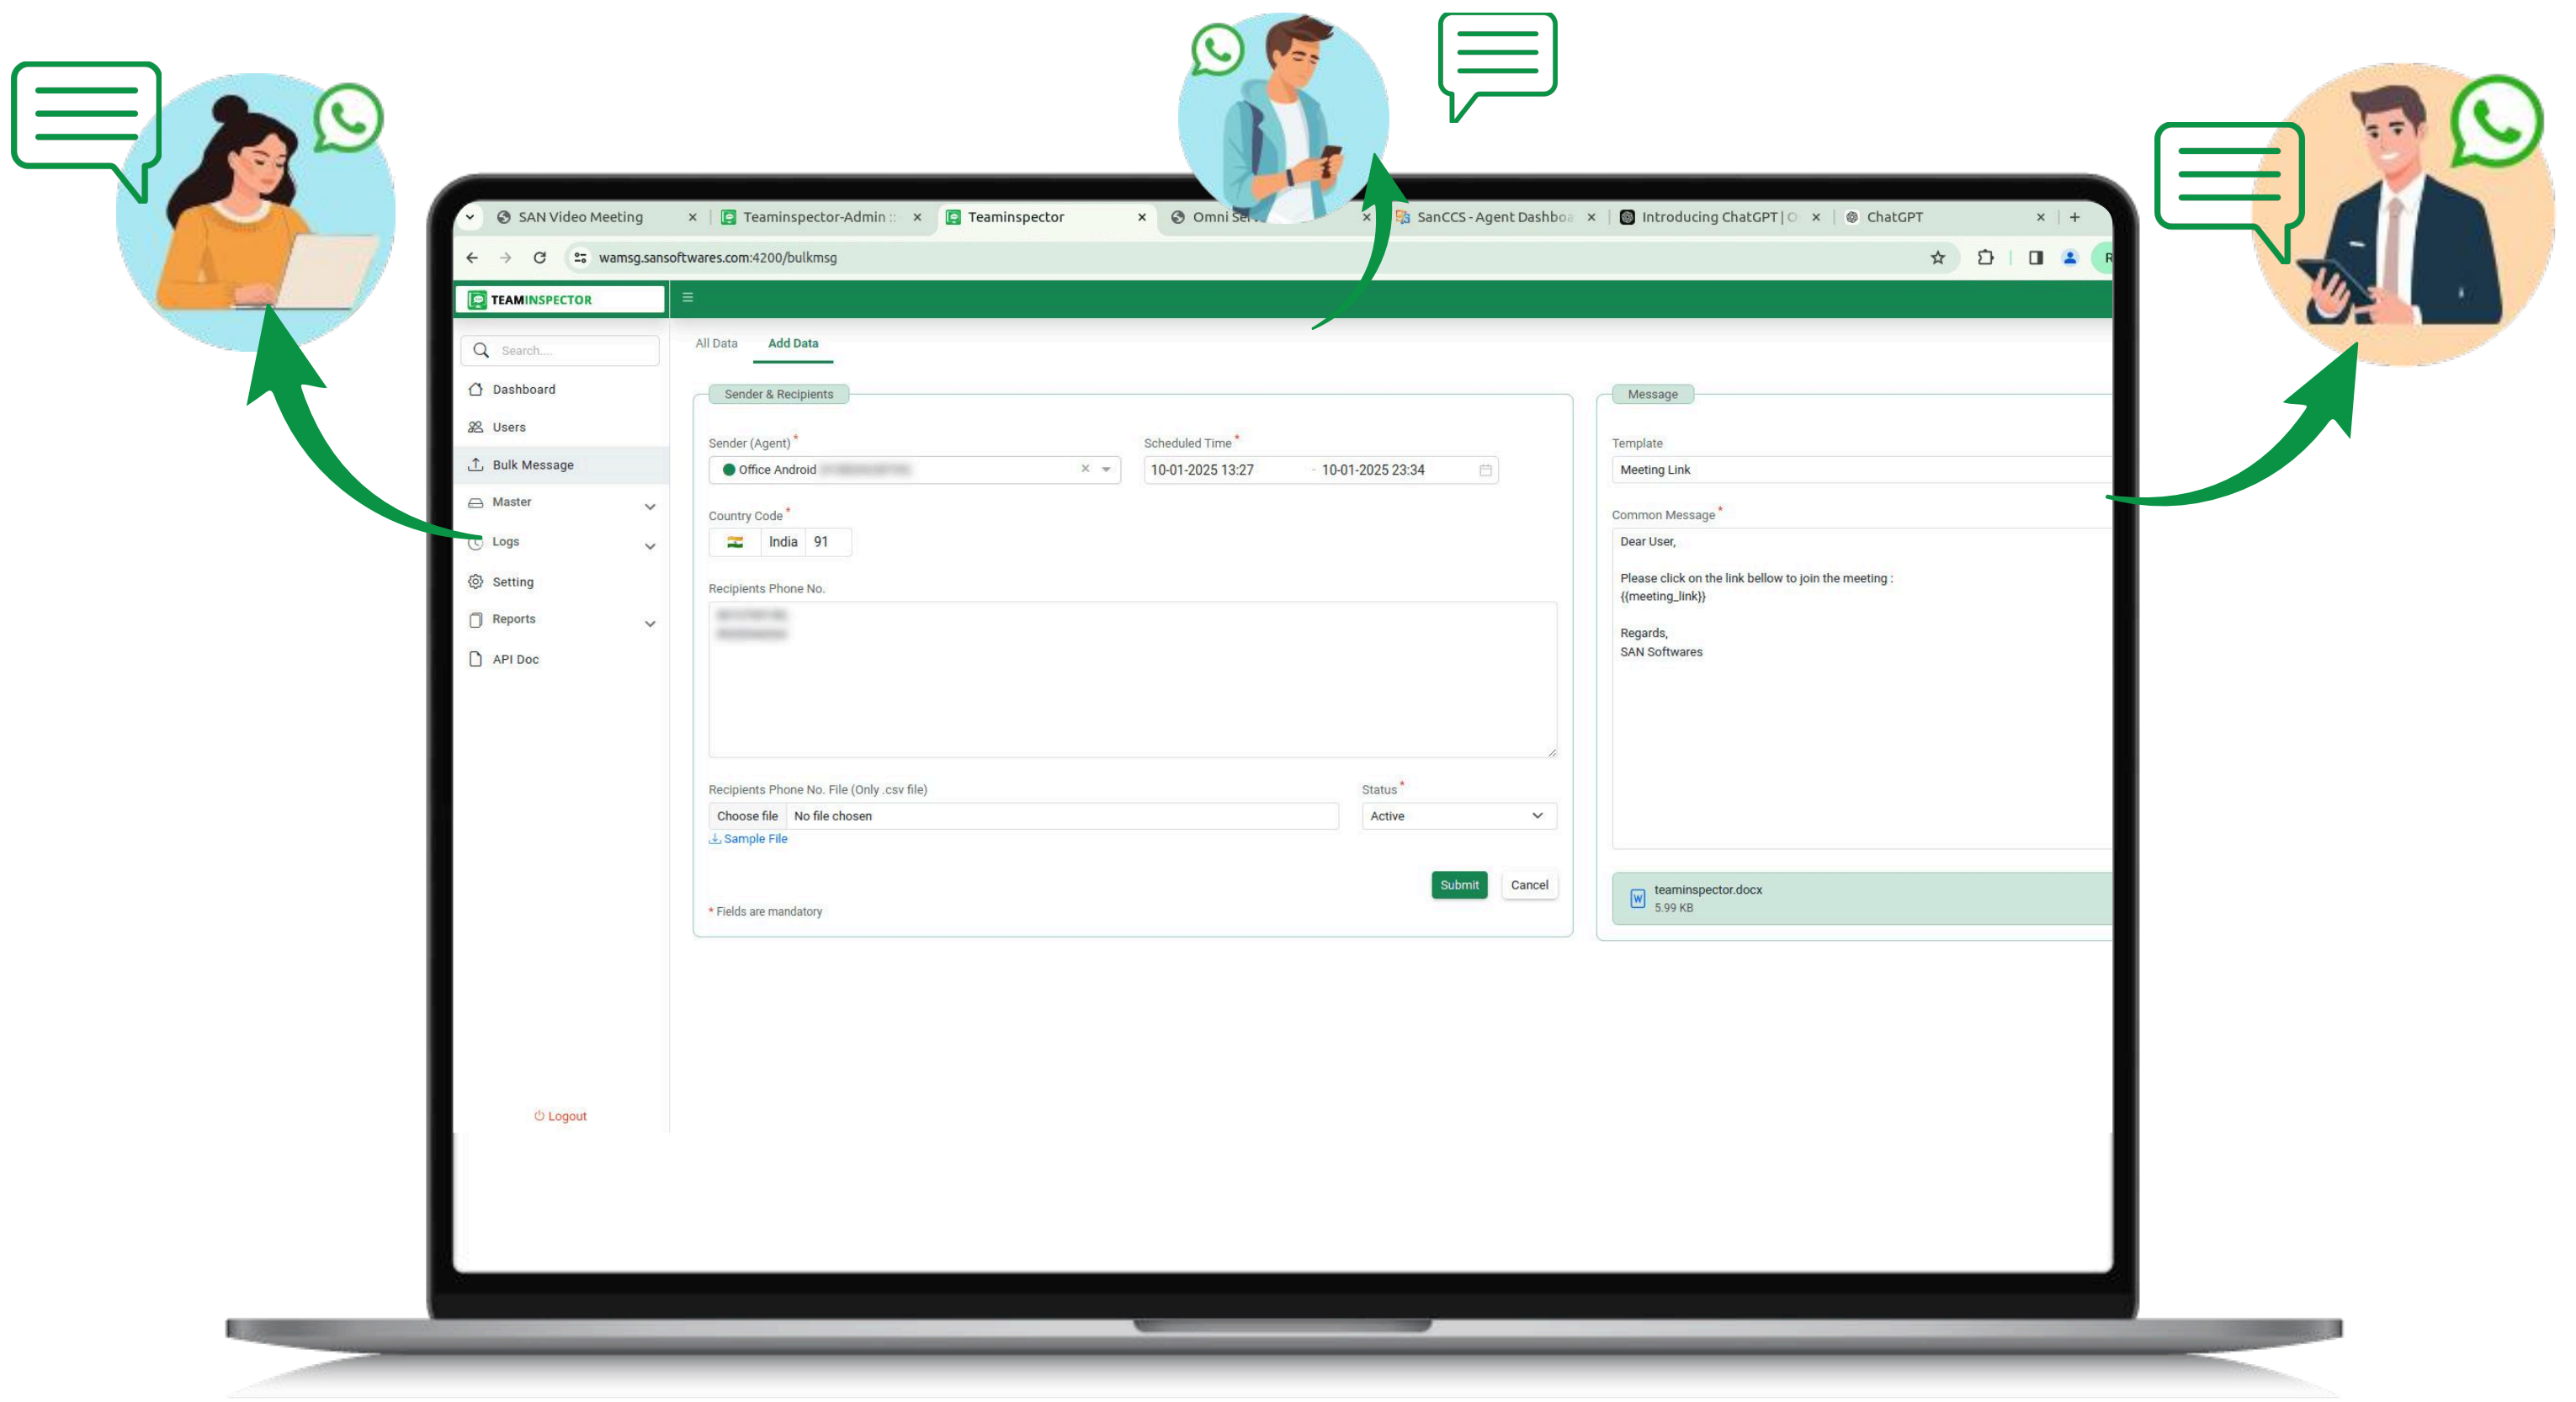 SAN Video Meeting
Teaminspector-Admin ::
Teaminspector
Omni
SanCCS - Agent Dashboa
Introducing ChatGPT | O
ChatGPT
wamsg.sansoftwares.com:4200/bulkmsg
R
TEAMINSPECTOR
Search....
Dashboard
Users
Bulk Message
Master
Logs
Setting
Reports
API Doc
Logout
All Data
Add Data
Sender & Recipients
Sender (Agent) *
Office Android
Scheduled Time *
10-01-2025 13:27 - 10-01-2025 23:34
Country Code *
India 91
Recipients Phone No.
Recipients Phone No. File (Only .csv file)
Choose file No file chosen
Sample File
Status *
Active
Submit
Cancel
* Fields are mandatory
Message
Template
Meeting Link
Common Message *
Dear User,
Please click on the link bellow to join the meeting :
{{meeting_link}}
Regards,
SAN Softwares
teaminspector.docx
5.99 KB